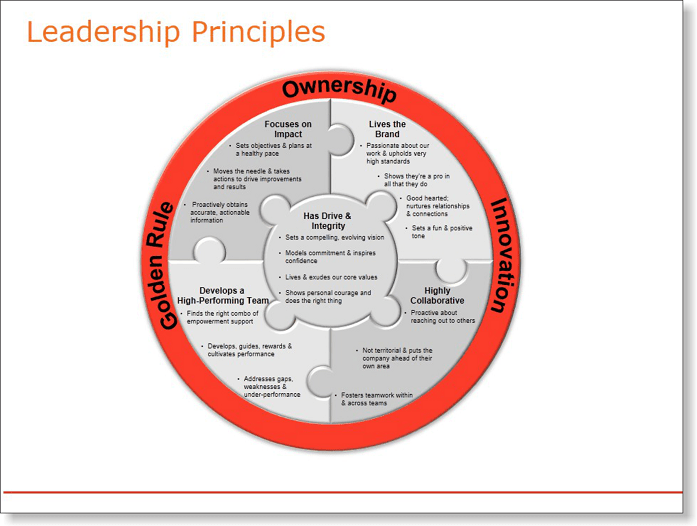 Leadership Principles
Ownership
Golden Rule
Innovation
Focuses on
Impact
• Sets objectives & plans at
a healthy pace
• Moves the needle & takes
actions to drive improvements
and results
• Proactively obtains
accurate, actionable
information
Lives the
Brand
• Passionate about our
work & upholds very
high standards
• Shows they're a pro in
all that they do
• Good hearted;
nurtures relationships
& connections
• Sets a fun & positive
tone
Has Drive &
Integrity
• Sets a compelling, evolving vision
• Models commitment & inspires
confidence
• Lives & exudes our core values
• Shows personal courage and
does the right thing
Develops a
High-Performing Team
• Finds the right combo of
empowerment support
• Develops, guides, rewards &
cultivates performance
• Addresses gaps,
weaknesses &
under-performance
Highly
Collaborative
• Proactive about
reaching out to others
• Not territorial & puts the
company ahead of their
own area
• Fosters teamwork within
& across teams